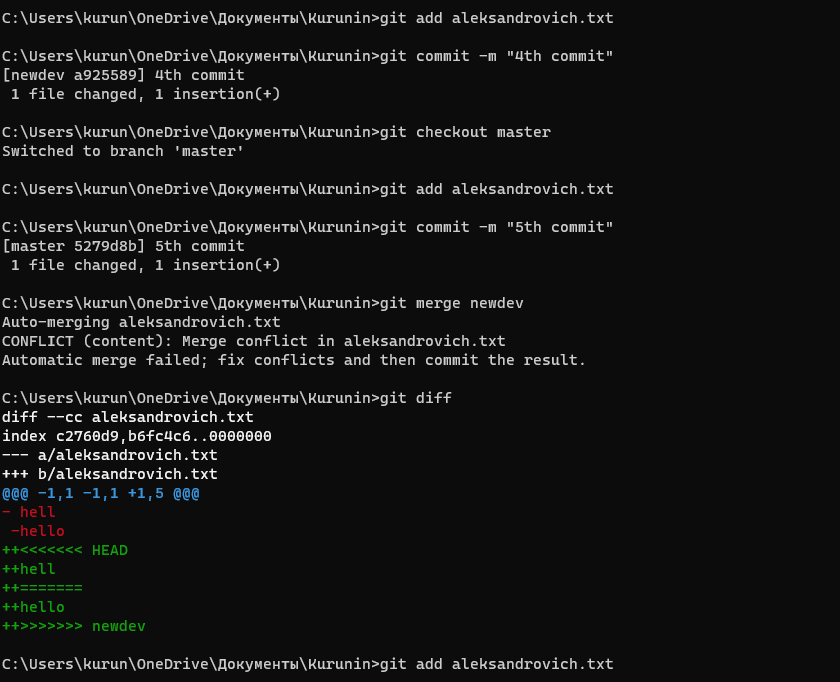 C:\Users\kurun\OneDrive\Документы\Kurunin>git add aleksandrovich.txt
C:\Users\kurun\OneDrive\Документы\Kurunin>git commit -m "4th commit"
[newdev a925589] 4th commit
 1 file changed, 1 insertion(+)
C:\Users\kurun\OneDrive\Документы\Kurunin>git checkout master
Switched to branch 'master'
C:\Users\kurun\OneDrive\Документы\Kurunin>git add aleksandrovich.txt
C:\Users\kurun\OneDrive\Документы\Kurunin>git commit -m "5th commit"
[master 5279d8b] 5th commit
 1 file changed, 1 insertion(+)
C:\Users\kurun\OneDrive\Документы\Kurunin>git merge newdev
Auto-merging aleksandrovich.txt
CONFLICT (content): Merge conflict in aleksandrovich.txt
Automatic merge failed; fix conflicts and then commit the result.
C:\Users\kurun\OneDrive\Документы\Kurunin>git diff
diff --cc aleksandrovich.txt
index c2760d9,b6fc4c6..0000000
--- a/aleksandrovich.txt
+++ b/aleksandrovich.txt
@@@ -1,1 -1,1 +1,5 @@@
- hell
 -hello
++<<<<<<< HEAD
++hell
++=======
++hello
++>>>>>>> newdev
C:\Users\kurun\OneDrive\Документы\Kurunin>git add aleksandrovich.txt